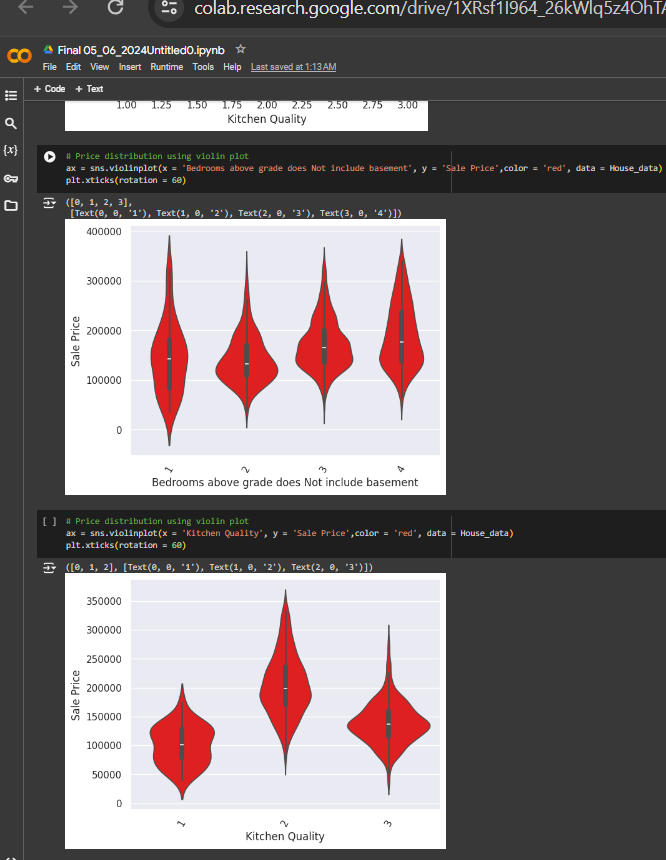 colab.research.google.com/drive/1XRsf1I964_26kWlq5z4OhTA
CO
Final 05_06_2024Untitled0.ipynb
File Edit View Insert Runtime Tools Help Last saved at 1:13 AM
+ Code + Text
1.00 1.25 1.50 1.75 2.00 2.25 2.50 2.75 3.00
Kitchen Quality
{x}
# Price distribution using violin plot
ax = sns.violinplot(x = 'Bedrooms above grade does Not include basement', y = 'Sale Price',color = 'red', data = House_data)
plt.xticks(rotation = 60)
([0, 1, 2, 3],
[Text(0, 0, '1'), Text(1, 0, '2'), Text(2, 0, '3'), Text(3, 0, '4')])
400000
300000
200000
100000
0
Sale Price
1 2 3 4
Bedrooms above grade does Not include basement
[ ] # Price distribution using violin plot
ax = sns.violinplot(x = 'Kitchen Quality', y = 'Sale Price',color = 'red', data = House_data)
plt.xticks(rotation = 60)
([0, 1, 2], [Text(0, 0, '1'), Text(1, 0, '2'), Text(2, 0, '3')])
350000
300000
250000
200000
150000
100000
50000
0
Sale Price
1 2 3
Kitchen Quality